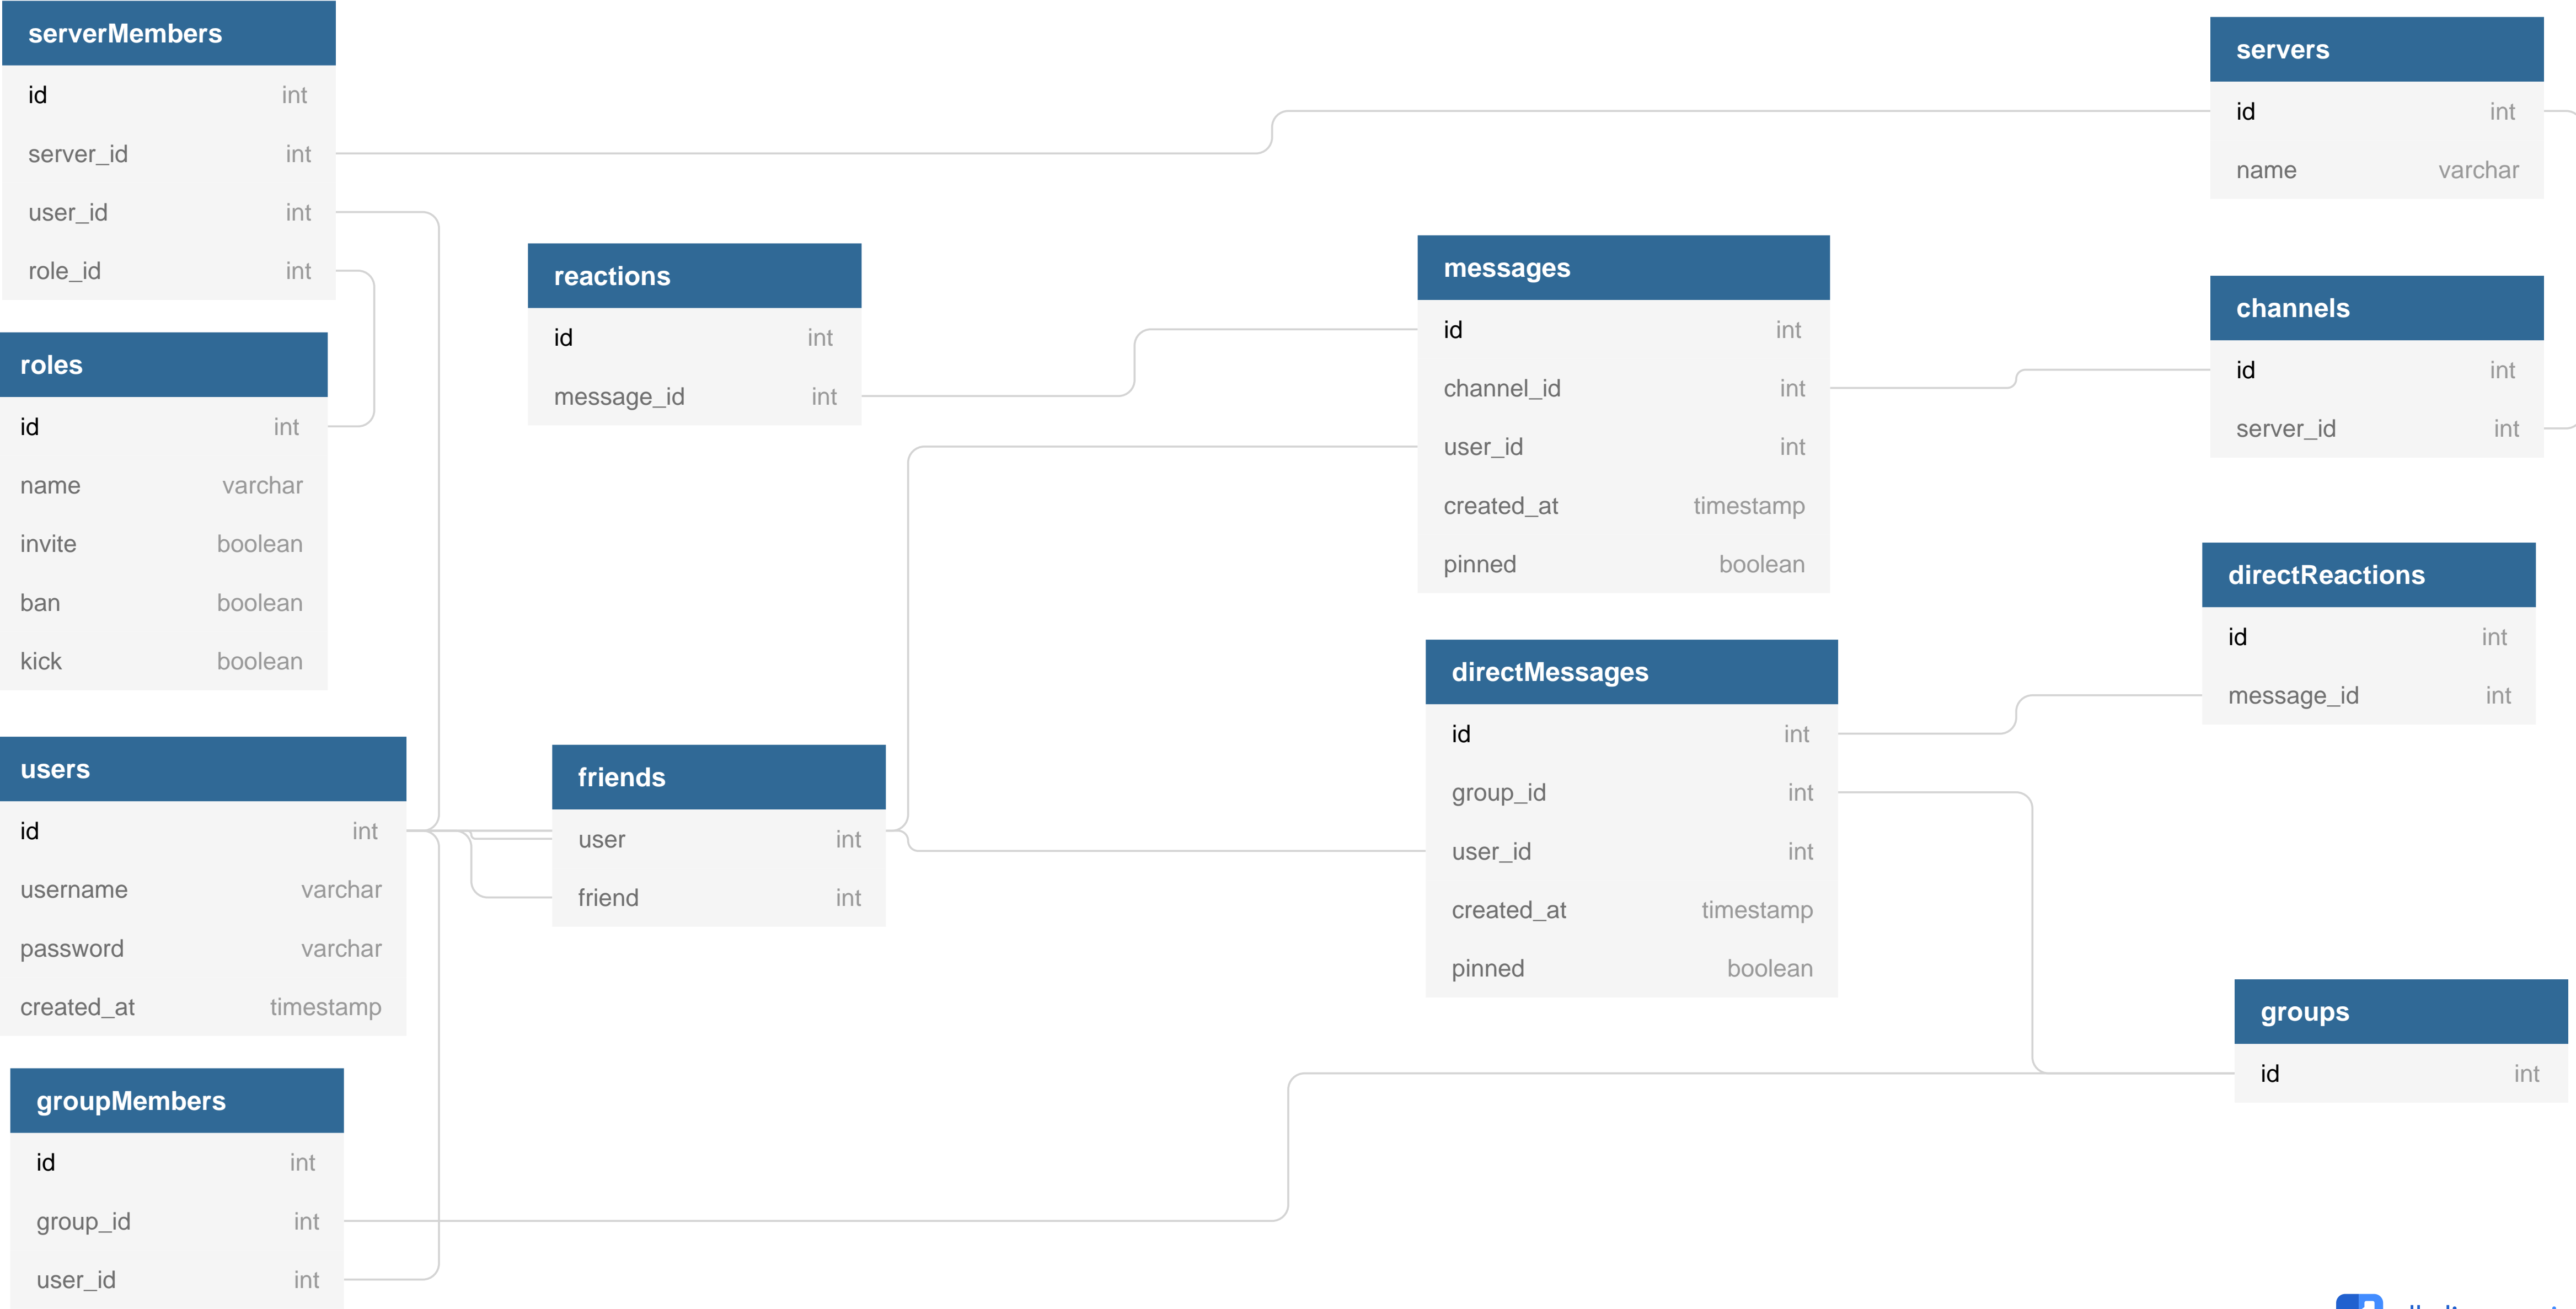 serverMembers
id int
server_id int
user_id int
role_id int
roles
id int
name varchar
invite boolean
ban boolean
kick boolean
users
id int
username varchar
password varchar
created_at timestamp
groupMembers
id int
group_id int
user_id int
reactions
id int
message_id int
friends
user int
friend int
messages
id int
channel_id int
user_id int
created_at timestamp
pinned boolean
directMessages
id int
group_id int
user_id int
created_at timestamp
pinned boolean
servers
id int
name varchar
channels
id int
server_id int
directReactions
id int
message_id int
groups
id int